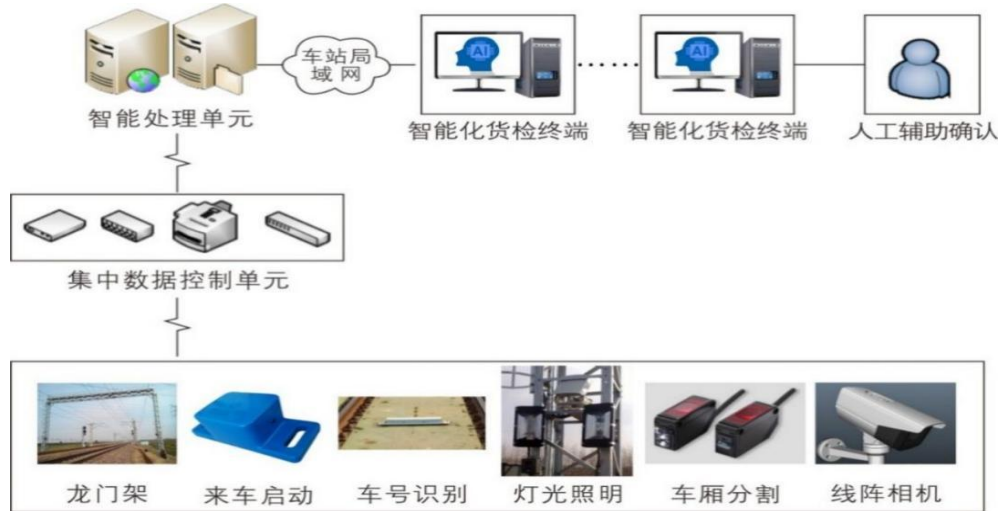 车站局
域网
AI
AI
智能处理单元
智能化货检终端
智能化货检终端
人工辅助确认
集中数据控制单元
龙门架
来车启动
车号识别
灯光照明
车厢分割
线阵相机